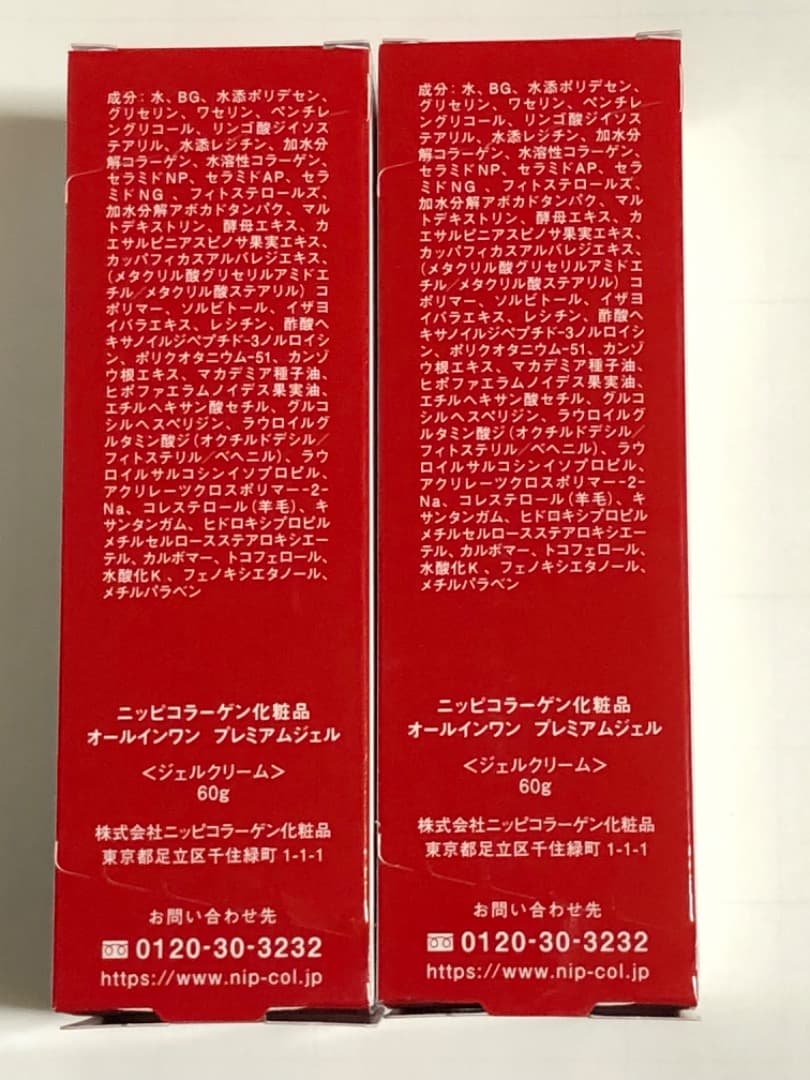 成分：水、BG、水添ポリデセン、
グリセリン、ワセリン、ペンチレ
ングリコール、リンゴ酸ジイソス
テアリル、水添レシチン、加水分
解コラーゲン、水溶性コラーゲン、
セラミドNP、セラミドAP、セラ
ミドNG 、フィトステロールズ、
加水分解アボカドタンパク、マル
トデキストリン、酵母エキス、カ
エサルピニアスピノサ果実エキス、
カッパフィカスアルバレジエキス、
(メタクリル酸グリセリルアミドエ
チル／メタクリル酸ステアリル) コ
ポリマー、ソルビトール、イザヨ
イバラエキス、レシチン、酢酸ヘ
キサノイルジペプチド-3ノルロイシ
ン、ポリクオタニウム-51、カンゾ
ウ根エキス、マカデミア種子油、
ヒポファエラムノイデス果実油、
エチルヘキサン酸セチル、グルコ
シルヘスペリジン、ラウロイルグ
ルタミン酸ジ (オクチルドデシル／
フィトステリル／ベヘニル)、ラウ
ロイルサルコシンイソプロピル、
アクリレーツクロスポリマー-2-
Na、コレステロール (羊毛)、キ
サンタンガム、ヒドロキシプロピル
メチルセルロースステアロキシエー
テル、カルボマー、トコフェロール、
水酸化K 、フェノキシエタノール、
メチルパラベン
ニッピコラーゲン化粧品
オールインワン プレミアムジェル
＜ジェルクリーム＞
60g
株式会社ニッピコラーゲン化粧品
東京都足立区千住緑町 1-1-1
お問い合わせ先
0120-30-3232
https://www.nip-col.jp
成分：水、BG、水添ポリデセン、
グリセリン、ワセリン、ペンチレ
ングリコール、リンゴ酸ジイソス
テアリル、水添レシチン、加水分
解コラーゲン、水溶性コラーゲン、
セラミドNP、セラミドAP、セラ
ミドNG 、フィトステロールズ、
加水分解アボカドタンパク、マル
トデキストリン、酵母エキス、カ
エサルピニアスピノサ果実エキス、
カッパフィカスアルバレジエキス、
(メタクリル酸グリセリルアミドエ
チル／メタクリル酸ステアリル) コ
ポリマー、ソルビトール、イザヨ
イバラエキス、レシチン、酢酸ヘ
キサノイルジペプチド-3ノルロイシ
ン、ポリクオタニウム-51、カンゾ
ウ根エキス、マカデミア種子油、
ヒポファエラムノイデス果実油、
エチルヘキサン酸セチル、グルコ
シルヘスペリジン、ラウロイルグ
ルタミン酸ジ (オクチルドデシル／
フィトステリル／ベヘニル)、ラウ
ロイルサルコシンイソプロピル、
アクリレーツクロスポリマー-2-
Na、コレステロール (羊毛)、キ
サンタンガム、ヒドロキシプロピル
メチルセルロースステアロキシエー
テル、カルボマー、トコフェロール、
水酸化K 、フェノキシエタノール、
メチルパラベン
ニッピコラーゲン化粧品
オールインワン プレミアムジェル
＜ジェルクリーム＞
60g
株式会社ニッピコラーゲン化粧品
東京都足立区千住緑町 1-1-1
お問い合わせ先
0120-30-3232
https://www.nip-col.jp